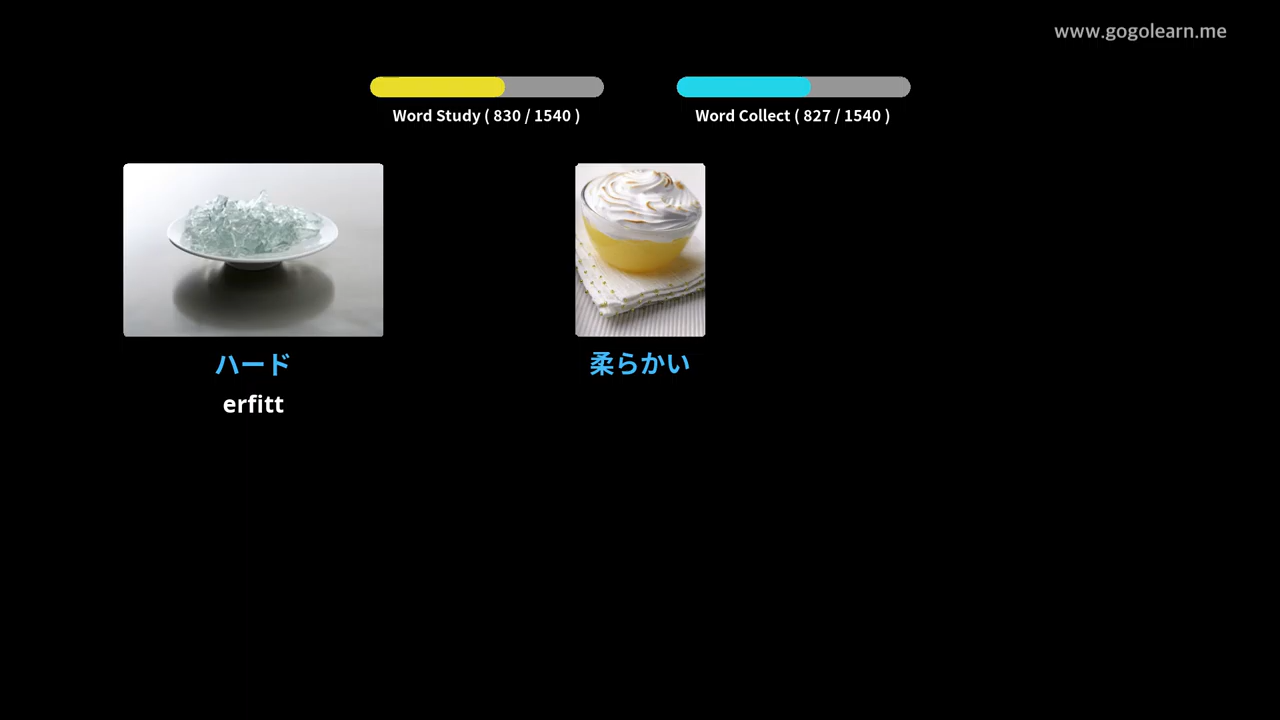 www.gogolearn.me
Word Study ( 830 / 1540 )
Word Collect ( 827 / 1540 )
ハード
erfitt
柔らかい